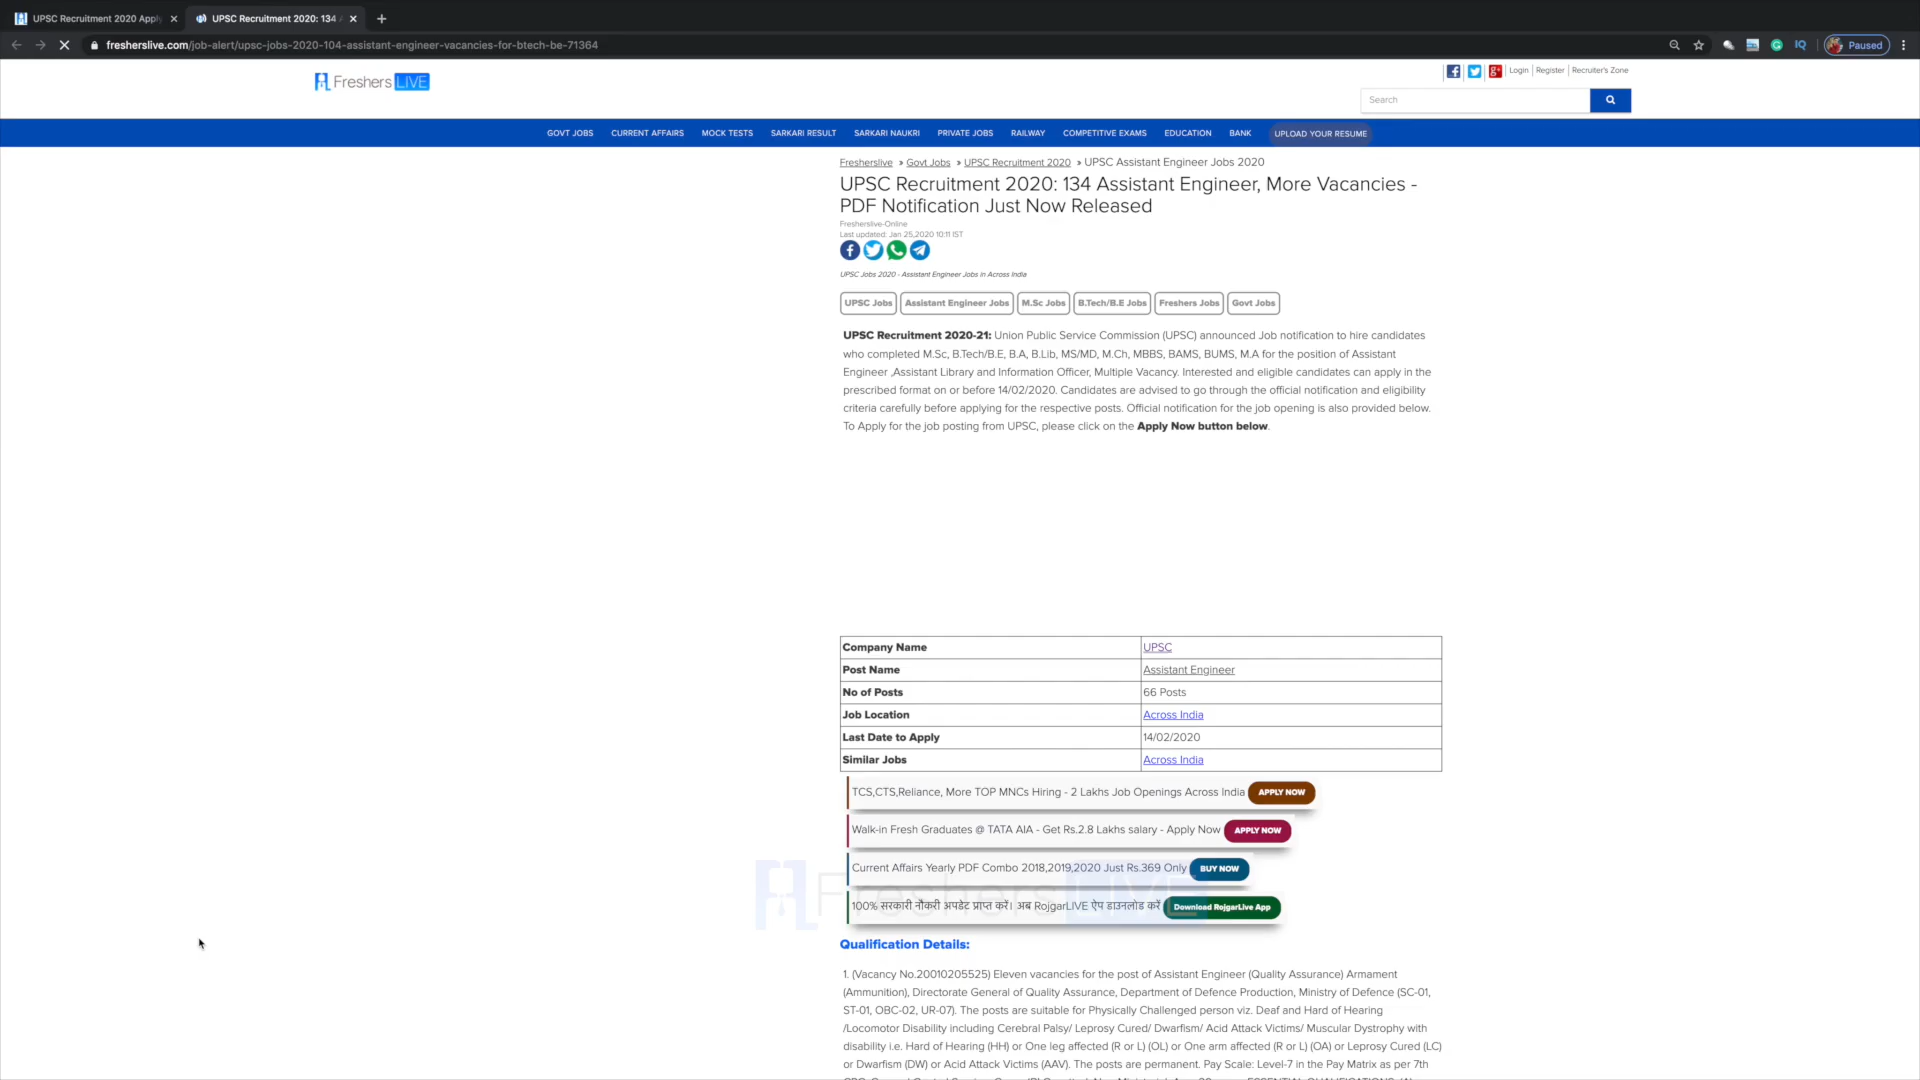 UPSC Recruitment 2020 Apply
UPSC Recruitment 2020: 134 A
freshersLive.com/job-alert/upsc-jobs-2020-104-assistant-engineer-vacancies-for-btech-be-71364
Paused
Freshers LIVE
Login Register Recruiter's Zone
Search
GOVT JOBS CURRENT AFFAIRS MOCK TESTS SARKARI RESULT SARKARI NAUKRI PRIVATE JOBS RAILWAY COMPETITIVE EXAMS EDUCATION BANK UPLOAD YOUR RESUME
Fresherslive » Govt Jobs » UPSC Recruitment 2020 » UPSC Assistant Engineer Jobs 2020
UPSC Recruitment 2020: 134 Assistant Engineer, More Vacancies -
PDF Notification Just Now Released
Fresherslive-Online
Last updated: Jan 25,2020 10:11 IST
UPSC Jobs 2020 - Assistant Engineer Jobs in Across India
UPSC Jobs Assistant Engineer Jobs M.Sc Jobs B.Tech/B.E Jobs Freshers Jobs Govt Jobs
UPSC Recruitment 2020-21: Union Public Service Commission (UPSC) announced Job notification to hire candidates
who completed M.Sc, B.Tech/B.E, B.A, B.Lib, MS/MD, M.Ch, MBBS, BAMS, BUMS, M.A for the position of Assistant
Engineer ,Assistant Library and Information Officer, Multiple Vacancy. Interested and eligible candidates can apply in the
prescribed format on or before 14/02/2020. Candidates are advised to go through the official notification and eligibility
criteria carefully before applying for the respective posts. Official notification for the job opening is also provided below.
To Apply for the job posting from UPSC, please click on the Apply Now button below.
Company Name UPSC
Post Name Assistant Engineer
No of Posts 66 Posts
Job Location Across India
Last Date to Apply 14/02/2020
Similar Jobs Across India
TCS,CTS,Reliance, More TOP MNCs Hiring - 2 Lakhs Job Openings Across India APPLY NOW
Walk-in Fresh Graduates @ TATA AIA - Get Rs.2.8 Lakhs salary - Apply Now APPLY NOW
Current Affairs Yearly PDF Combo 2018,2019,2020 Just Rs.369 Only BUY NOW
Freshers LIVE
100% सरकारी नौकरी अपडेट प्राप्त करें। अब RojgarLIVE ऐप डाउनलोड करें Download RojgarLive App
Qualification Details:
1. (Vacancy No.20010205525) Eleven vacancies for the post of Assistant Engineer (Quality Assurance) Armament
(Ammunition), Directorate General of Quality Assurance, Department of Defence Production, Ministry of Defence (SC-01,
ST-01, OBC-02, UR-07). The posts are suitable for Physically Challenged person viz. Deaf and Hard of Hearing
/Locomotor Disability including Cerebral Palsy/ Leprosy Cured/ Dwarfism/ Acid Attack Victims/ Muscular Dystrophy with
disability i.e. Hard of Hearing (HH) or One leg affected (R or L) (OL) or One arm affected (R or L) (OA) or Leprosy Cured (LC)
or Dwarfism (DW) or Acid Attack Victims (AAV). The posts are permanent. Pay Scale: Level-7 in the Pay Matrix as per 7th